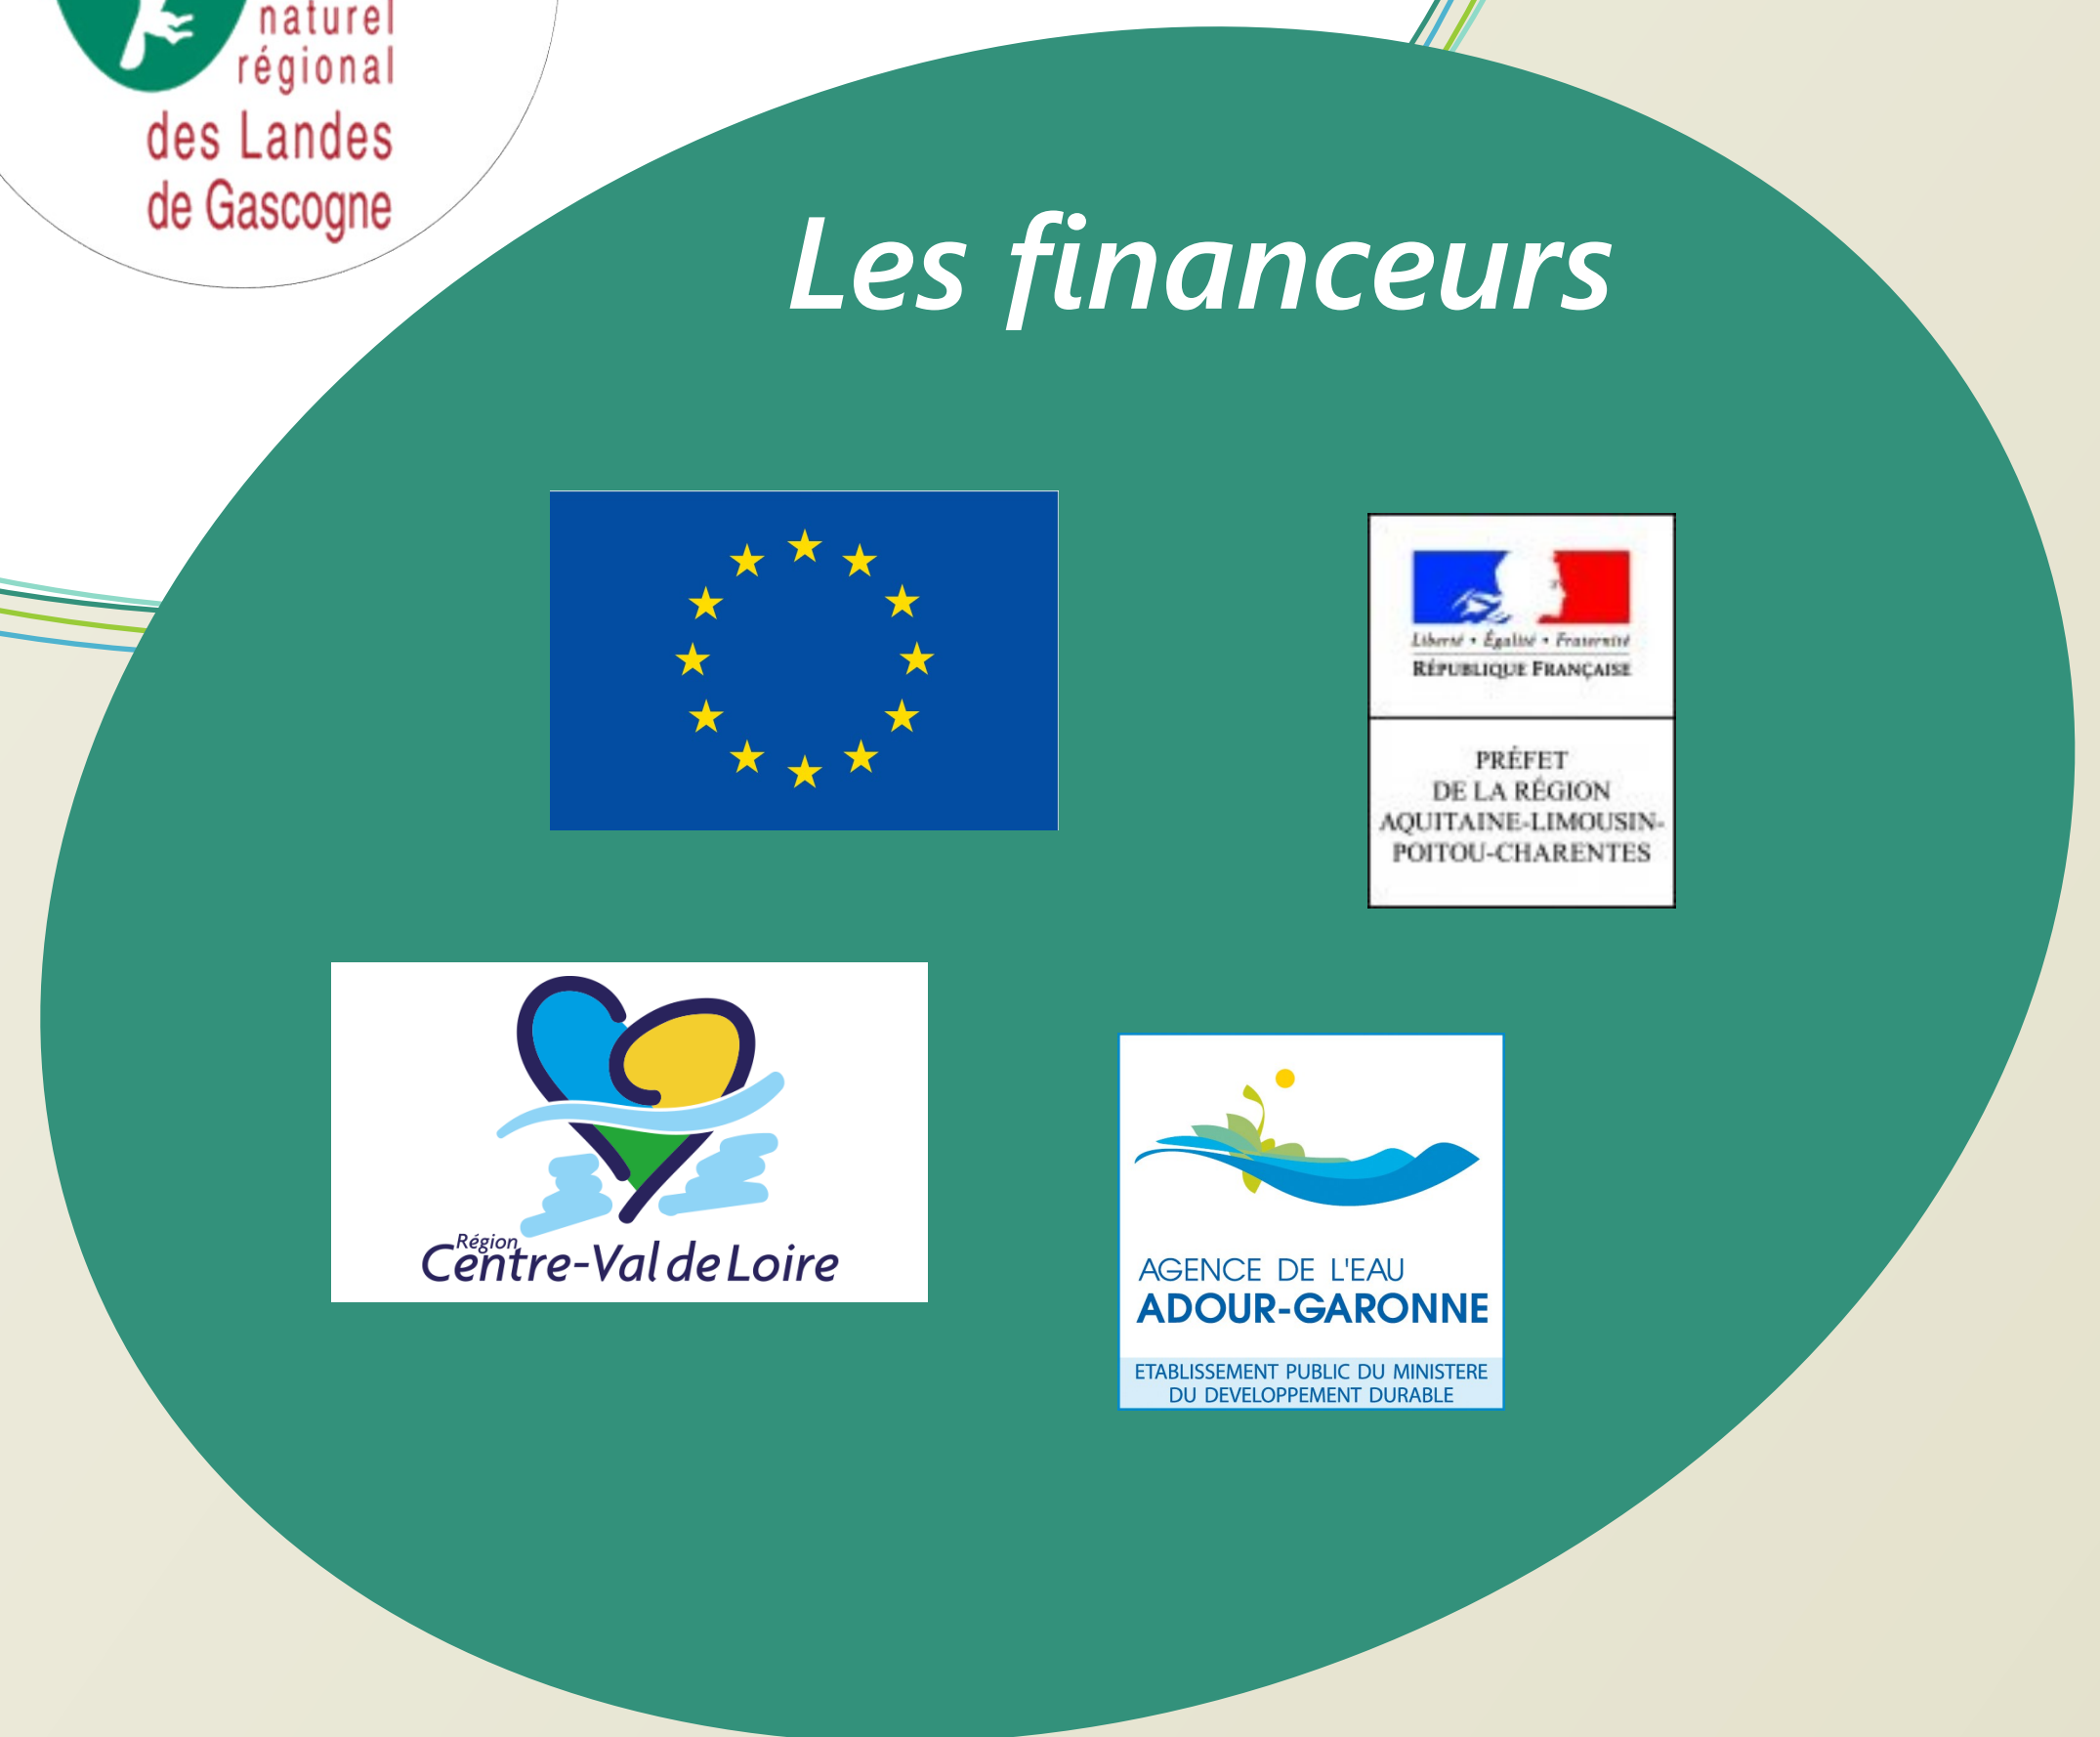 naturel
régional
des Landes
de Gascogne
Les financeurs
Liberté • Égalité • Fraternité
RÉPUBLIQUE FRANÇAISE
PRÉFET
DE LA RÉGION
AQUITAINE-LIMOUSIN-
POITOU-CHARENTES
Région
Centre-Val de Loire
AGENCE DE L'EAU
ADOUR-GARONNE
ETABLISSEMENT PUBLIC DU MINISTERE
DU DEVELOPPEMENT DURABLE